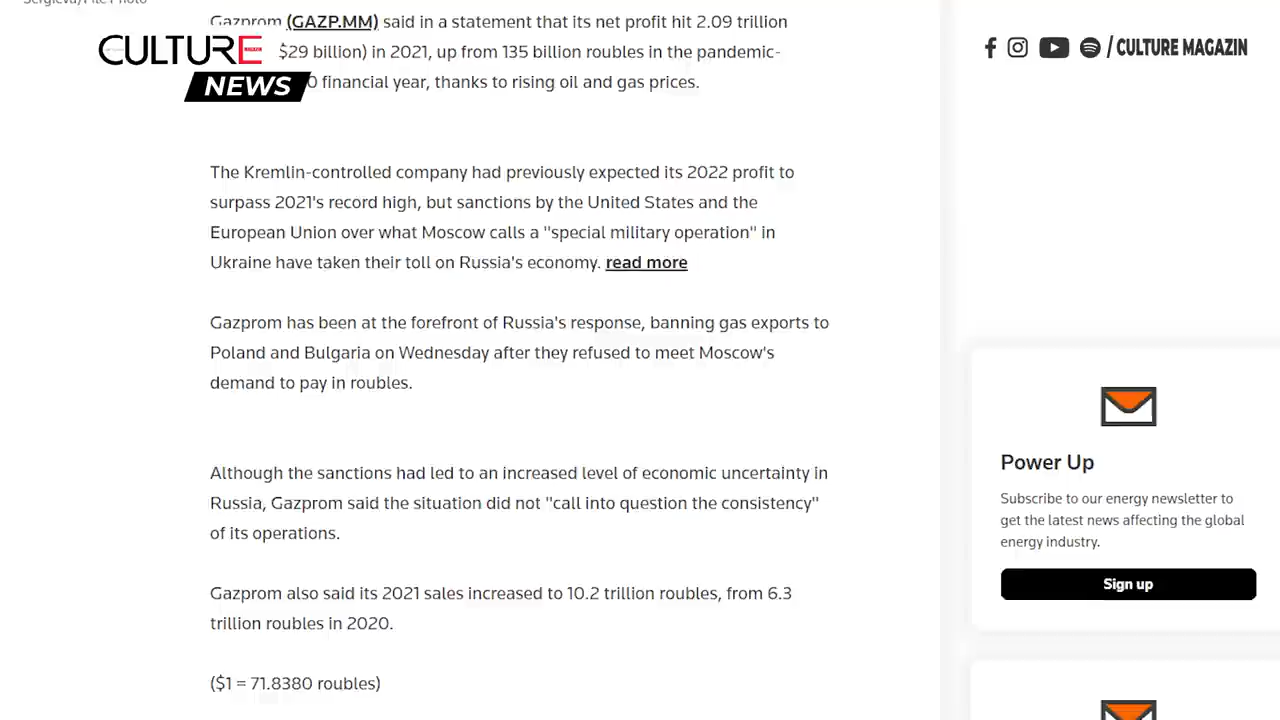 Gazprom (GAZP.MM) said in a statement that its net profit hit 2.09 trillion
$29 billion) in 2021, up from 135 billion roubles in the pandemic-
0 financial year, thanks to rising oil and gas prices.
CULTURE
NEWS
/ CULTURE MAGAZIN
The Kremlin-controlled company had previously expected its 2022 profit to
surpass 2021's record high, but sanctions by the United States and the
European Union over what Moscow calls a "special military operation" in
Ukraine have taken their toll on Russia's economy. read more
Gazprom has been at the forefront of Russia's response, banning gas exports to
Poland and Bulgaria on Wednesday after they refused to meet Moscow's
demand to pay in roubles.
Although the sanctions had led to an increased level of economic uncertainty in
Russia, Gazprom said the situation did not "call into question the consistency"
of its operations.
Gazprom also said its 2021 sales increased to 10.2 trillion roubles, from 6.3
trillion roubles in 2020.
($1 = 71.8380 roubles)
Power Up
Subscribe to our energy newsletter to
get the latest news affecting the global
energy industry.
Sign up